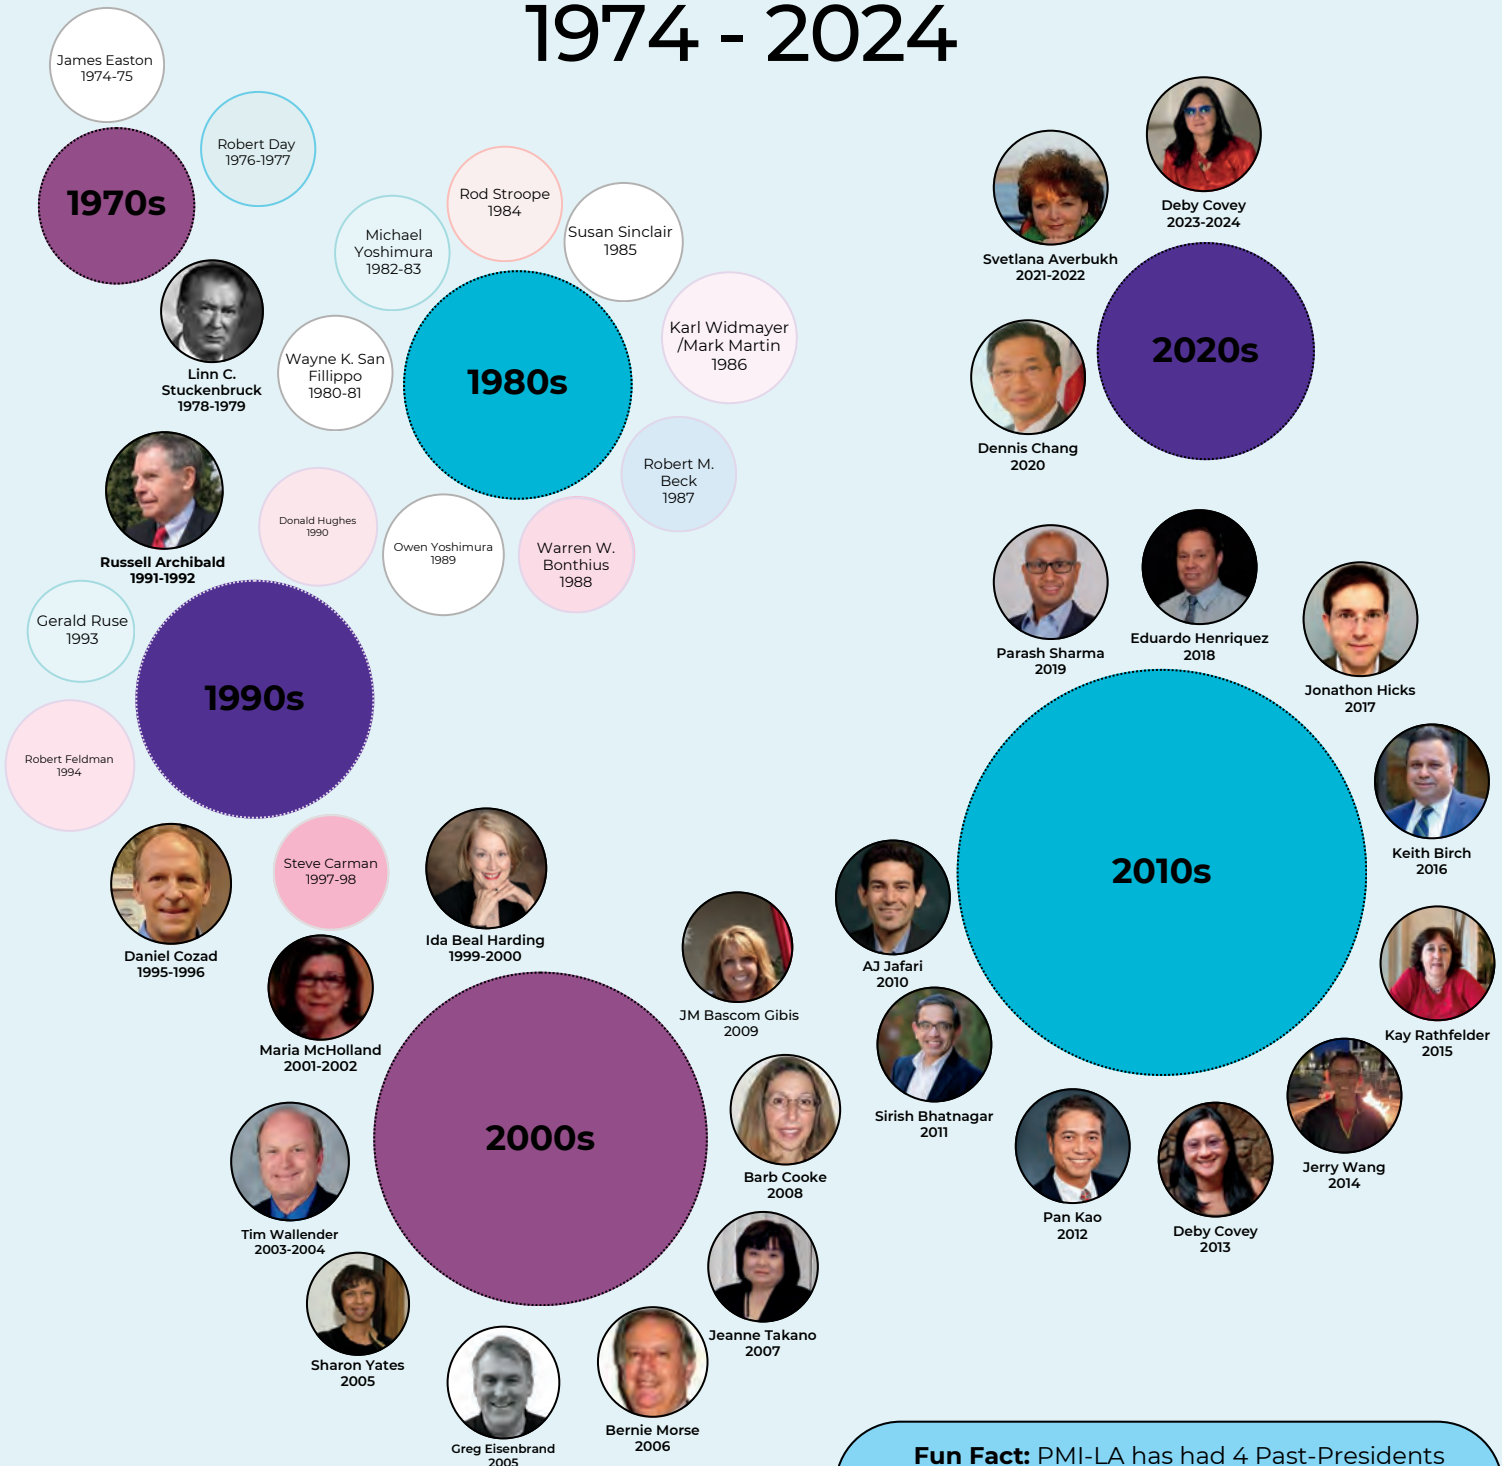 1974 - 2024
James Easton
1974-75
Robert Day
1976-1977
1970s
Linn C.
Stuckenbruck
1978-1979
Wayne K. San
Fillippo
1980-81
Michael
Yoshimura
1982-83
Rod Stroope
1984
Susan Sinclair
1985
Karl Widmayer
/Mark Martin
1986
1980s
Robert M.
Beck
1987
Warren W.
Bonthius
1988
Owen Yoshimura
1989
Donald Hughes
1990
Russell Archibald
1991-1992
Gerald Ruse
1993
1990s
Robert Feldman
1994
Daniel Cozad
1995-1996
Steve Carman
1997-98
Ida Beal Harding
1999-2000
Maria McHolland
2001-2002
2000s
Tim Wallender
2003-2004
Sharon Yates
2005
Greg Eisenbrand
2005
Bernie Morse
2006
Jeanne Takano
2007
Barb Cooke
2008
JM Bascom Gibis
2009
AJ Jafari
2010
Sirish Bhatnagar
2011
Pan Kao
2012
Deby Covey
2013
Jerry Wang
2014
Kay Rathfelder
2015
Keith Birch
2016
Jonathon Hicks
2017
Eduardo Henriquez
2018
Parash Sharma
2019
2010s
Dennis Chang
2020
Svetlana Averbukh
2021-2022
Deby Covey
2023-2024
2020s
Fun Fact: PMI-LA has had 4 Past-Presidents